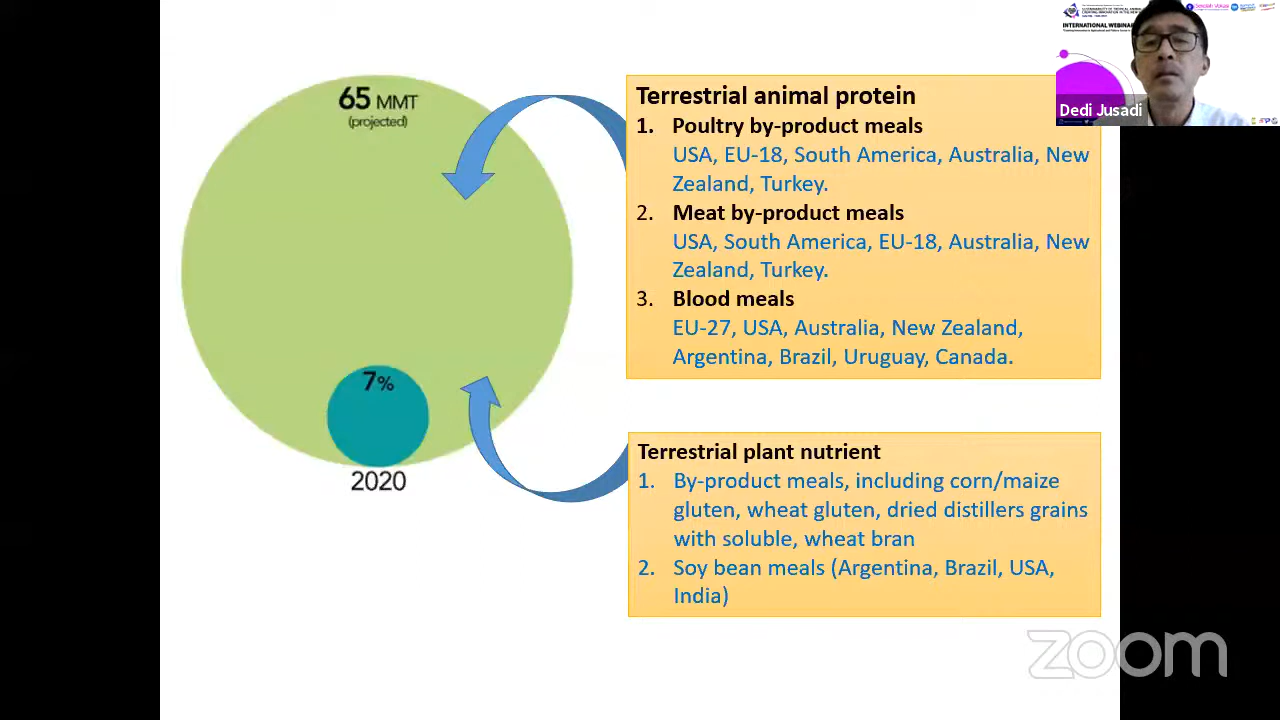 65 MMT
(projected)
7%
2020
Terrestrial animal protein
1. Poultry by-product meals
USA, EU-18, South America, Australia, New
Zealand, Turkey.
2. Meat by-product meals
USA, South America, EU-18, Australia, New
Zealand, Turkey.
3. Blood meals
EU-27, USA, Australia, New Zealand,
Argentina, Brazil, Uruguay, Canada.
Terrestrial plant nutrient
1. By-product meals, including corn/maize
gluten, wheat gluten, dried distillers grains
with soluble, wheat bran
2. Soy bean meals (Argentina, Brazil, USA,
India)
INTERNATIONAL WEBINAR
Dedi Jusadi
zoom